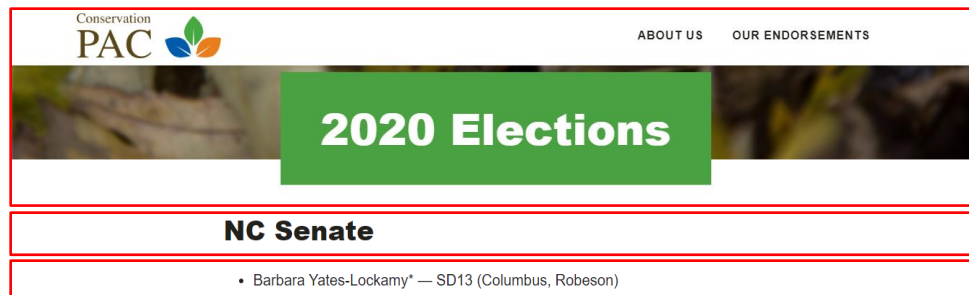 Conservation
PAC
ABOUT US OUR ENDORSEMENTS
2020 Elections
NC Senate
• Barbara Yates-Lockamy* — SD13 (Columbus, Robeson)